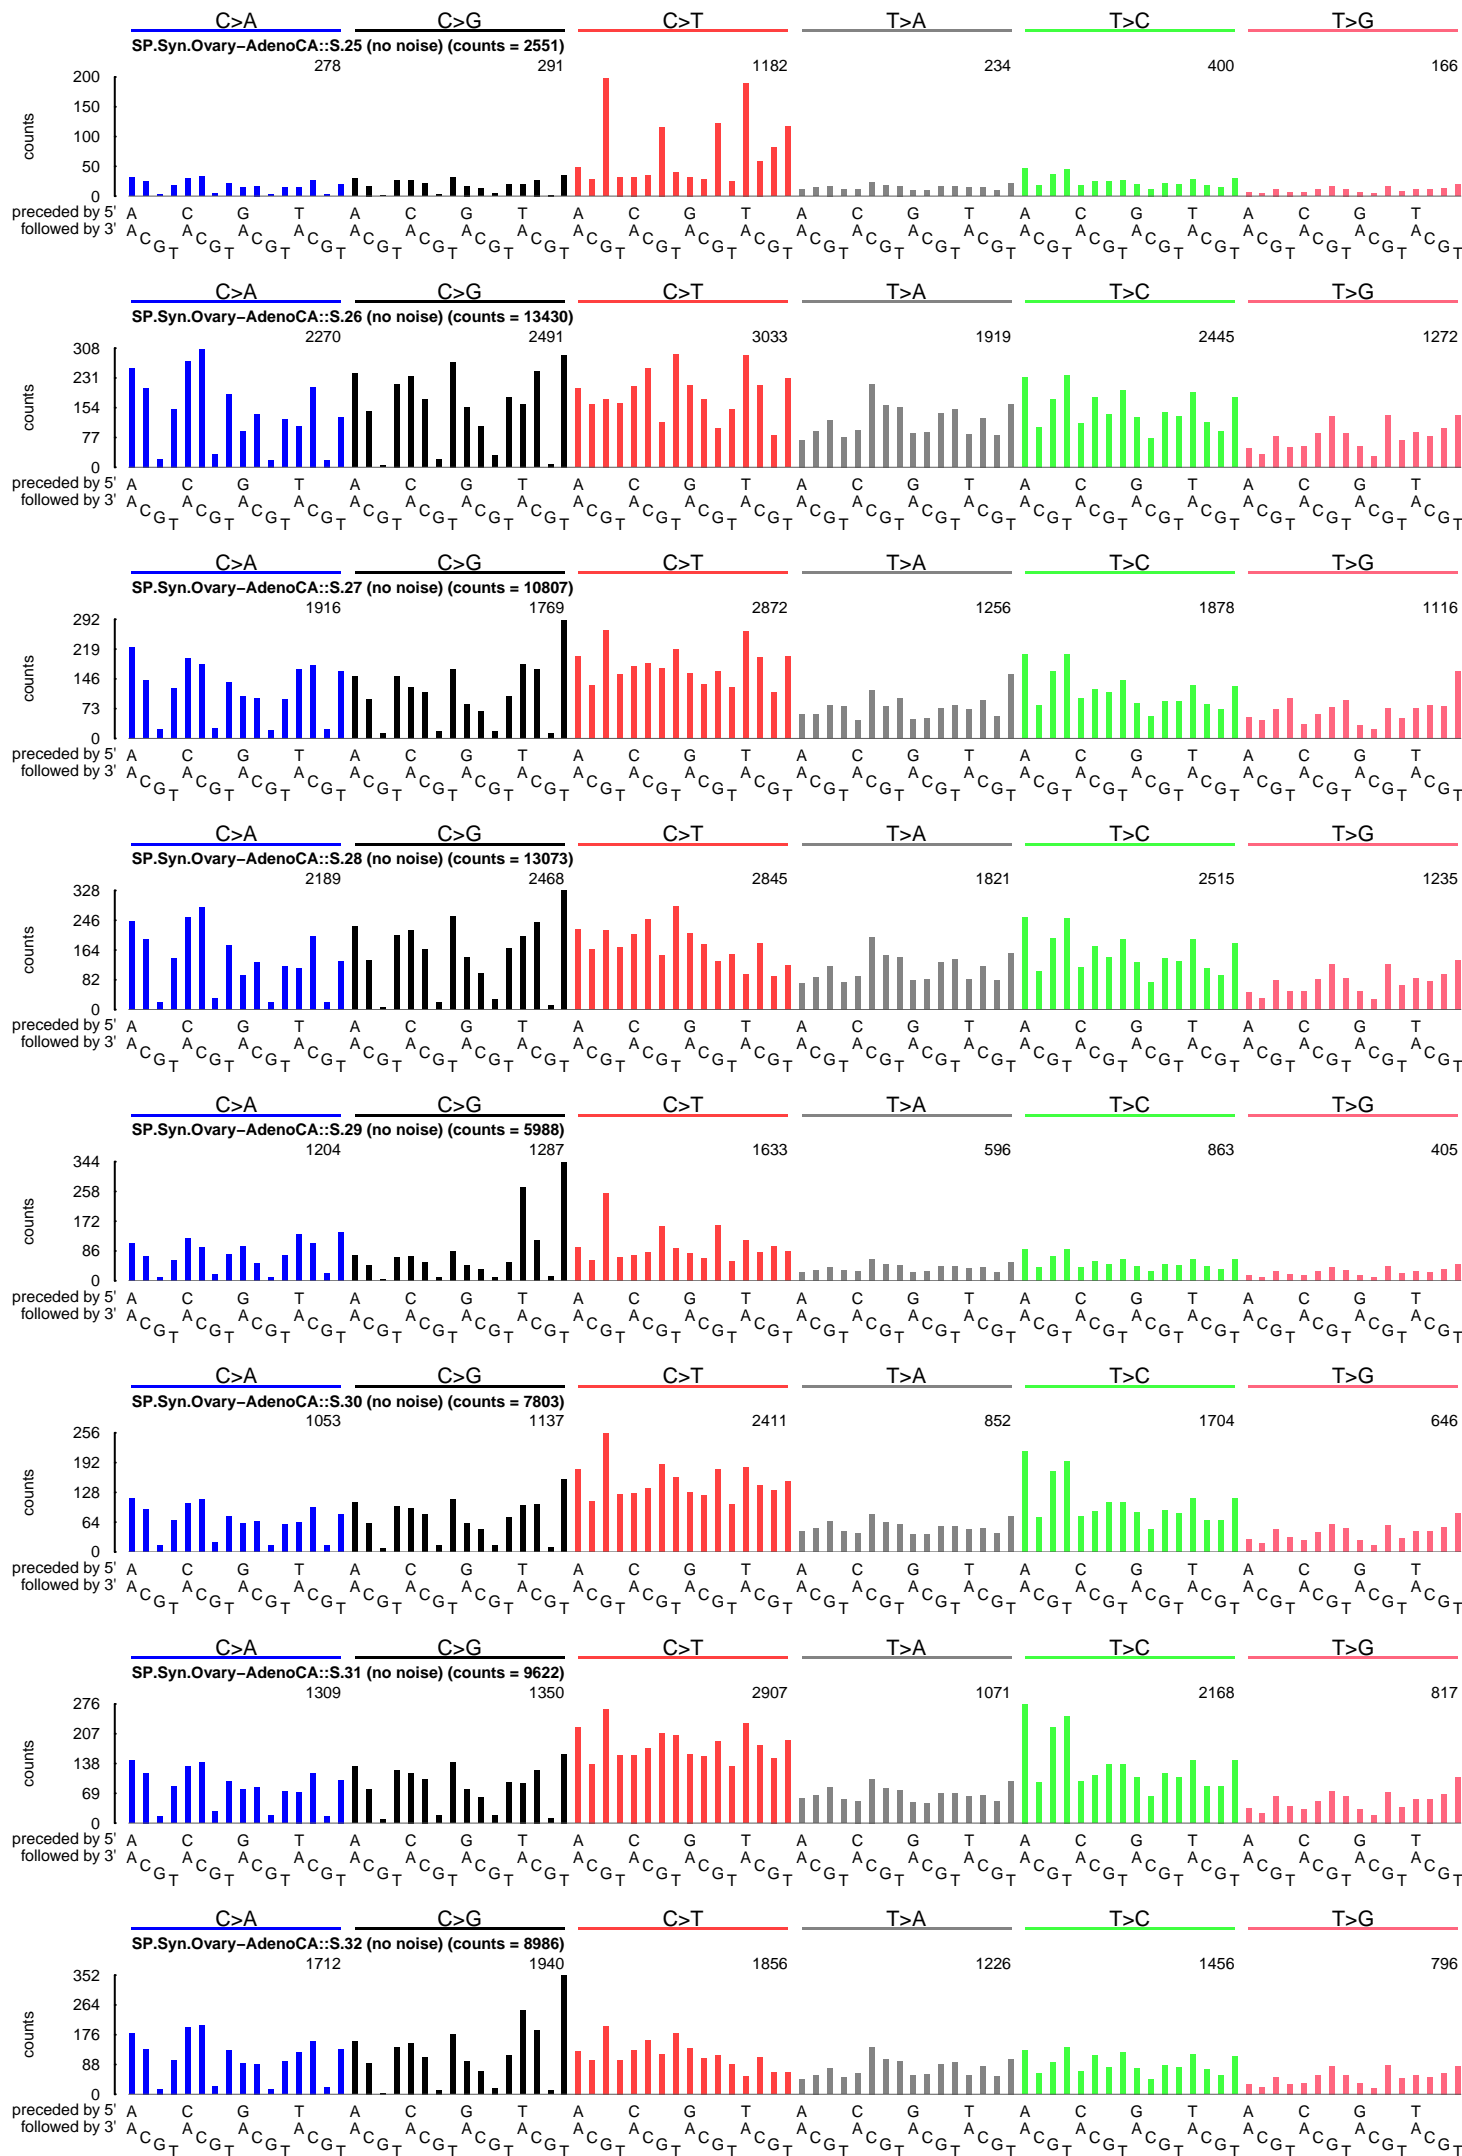 C>A C>G C>T T>A T>C T>G
SP.Syn.Ovary−AdenoCA::S.25 (no noise) (counts = 2551)
278 291 1182 234 400 166
200
150
100
50
0
counts
preceded by 5' A C G T A C G T A C G T A C G T A C G T A C G T
followed by 3' A C G T A C G T A C G T A C G T A C G T A C G T A C G T A C G T A C G T A C G T A C G T A C G T A C G T A C G T A C G T A C G T A C G T A C G T A C G T A C G T A C G T A C G T A C G T A C G T
C>A C>G C>T T>A T>C T>G
SP.Syn.Ovary−AdenoCA::S.26 (no noise) (counts = 13430)
2270 2491 3033 1919 2445 1272
308
231
154
77
0
counts
preceded by 5' A C G T A C G T A C G T A C G T A C G T A C G T
followed by 3' A C G T A C G T A C G T A C G T A C G T A C G T A C G T A C G T A C G T A C G T A C G T A C G T A C G T A C G T A C G T A C G T A C G T A C G T A C G T A C G T A C G T A C G T A C G T A C G T
C>A C>G C>T T>A T>C T>G
SP.Syn.Ovary−AdenoCA::S.27 (no noise) (counts = 10807)
1916 1769 2872 1256 1878 1116
292
219
146
73
0
counts
preceded by 5' A C G T A C G T A C G T A C G T A C G T A C G T
followed by 3' A C G T A C G T A C G T A C G T A C G T A C G T A C G T A C G T A C G T A C G T A C G T A C G T A C G T A C G T A C G T A C G T A C G T A C G T A C G T A C G T A C G T A C G T A C G T A C G T
C>A C>G C>T T>A T>C T>G
SP.Syn.Ovary−AdenoCA::S.28 (no noise) (counts = 13073)
2189 2468 2845 1821 2515 1235
328
246
164
82
0
counts
preceded by 5' A C G T A C G T A C G T A C G T A C G T A C G T
followed by 3' A C G T A C G T A C G T A C G T A C G T A C G T A C G T A C G T A C G T A C G T A C G T A C G T A C G T A C G T A C G T A C G T A C G T A C G T A C G T A C G T A C G T A C G T A C G T A C G T
C>A C>G C>T T>A T>C T>G
SP.Syn.Ovary−AdenoCA::S.29 (no noise) (counts = 5988)
1204 1287 1633 596 863 405
344
258
172
86
0
counts
preceded by 5' A C G T A C G T A C G T A C G T A C G T A C G T
followed by 3' A C G T A C G T A C G T A C G T A C G T A C G T A C G T A C G T A C G T A C G T A C G T A C G T A C G T A C G T A C G T A C G T A C G T A C G T A C G T A C G T A C G T A C G T A C G T A C G T
C>A C>G C>T T>A T>C T>G
SP.Syn.Ovary−AdenoCA::S.30 (no noise) (counts = 7803)
1053 1137 2411 852 1704 646
256
192
128
64
0
counts
preceded by 5' A C G T A C G T A C G T A C G T A C G T A C G T
followed by 3' A C G T A C G T A C G T A C G T A C G T A C G T A C G T A C G T A C G T A C G T A C G T A C G T A C G T A C G T A C G T A C G T A C G T A C G T A C G T A C G T A C G T A C G T A C G T A C G T
C>A C>G C>T T>A T>C T>G
SP.Syn.Ovary−AdenoCA::S.31 (no noise) (counts = 9622)
1309 1350 2907 1071 2168 817
276
207
138
69
0
counts
preceded by 5' A C G T A C G T A C G T A C G T A C G T A C G T
followed by 3' A C G T A C G T A C G T A C G T A C G T A C G T A C G T A C G T A C G T A C G T A C G T A C G T A C G T A C G T A C G T A C G T A C G T A C G T A C G T A C G T A C G T A C G T A C G T A C G T
C>A C>G C>T T>A T>C T>G
SP.Syn.Ovary−AdenoCA::S.32 (no noise) (counts = 8986)
1712 1940 1856 1226 1456 796
352
264
176
88
0
counts
preceded by 5' A C G T A C G T A C G T A C G T A C G T A C G T
followed by 3' A C G T A C G T A C G T A C G T A C G T A C G T A C G T A C G T A C G T A C G T A C G T A C G T A C G T A C G T A C G T A C G T A C G T A C G T A C G T A C G T A C G T A C G T A C G T A C G T